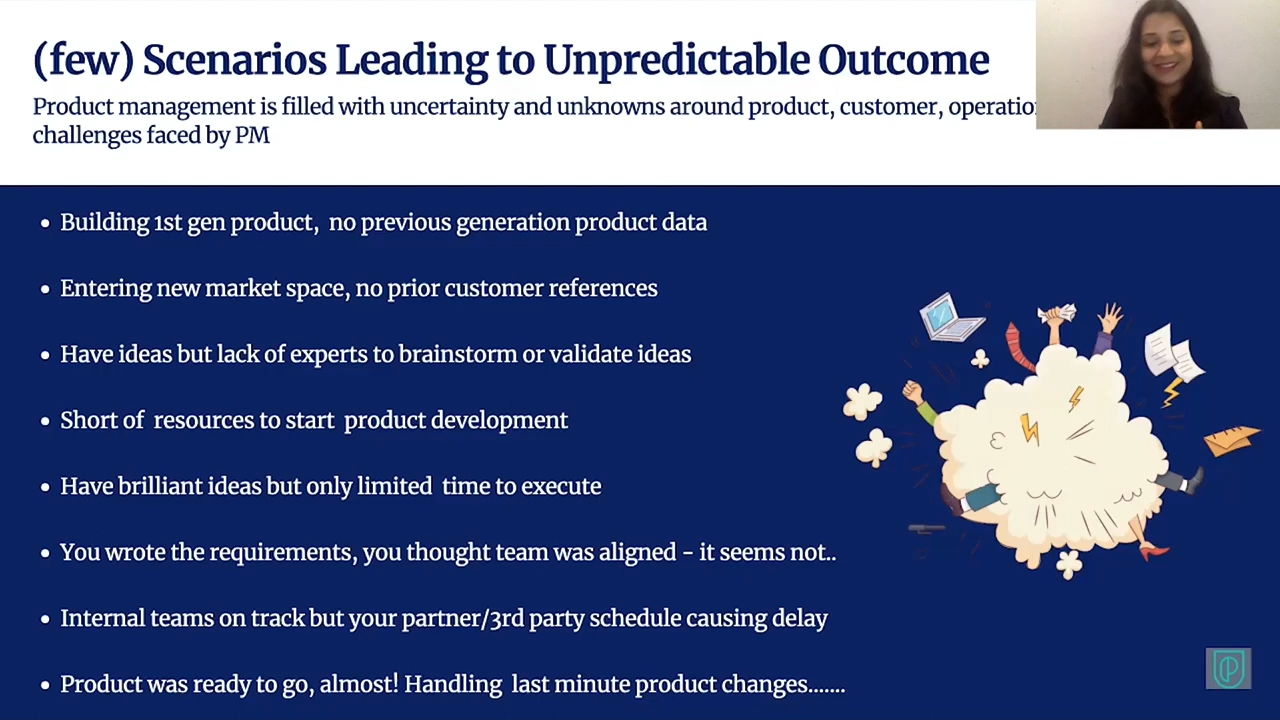 (few) Scenarios Leading to Unpredictable Outcome
Product management is filled with uncertainty and unknowns around product, customer,
challenges faced by PM
• Building 1st gen product, no previous generation product data
• Entering new market space, no prior customer references
• Have ideas but lack of experts to brainstorm or validate ideas
• Short of resources to start product development
• Have brilliant ideas but only limited time to execute
• You wrote the requirements, you thought team was aligned - it seems not..
• Internal teams on track but your partner/3rd party schedule causing delay
• Product was ready to go, almost! Handling last minute product changes.......